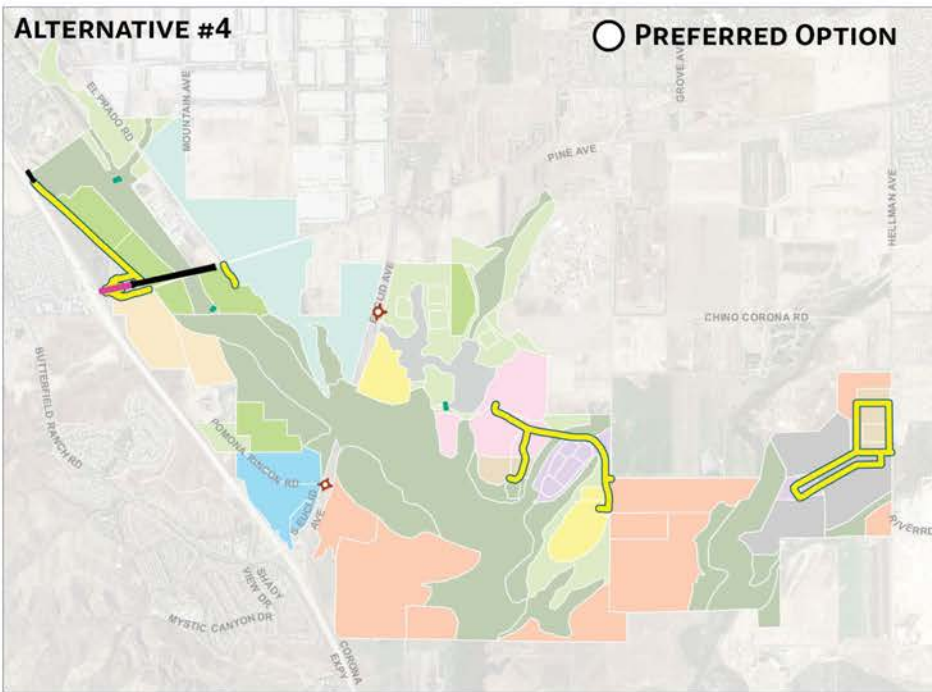 ALTERNATIVE #4
PREFERRED OPTION
EL PRADO RD
MOUNTAIN AVE
GROVE AVE
PINE AVE
HELLMAN AVE
EUCLID AVE
CHINO CORONA RD
BUTTERFIELD RANCH RD
POMONA RINCON RD
S EUCLID
AVE
RIVERRD
SHADY
VIEW DR
MYSTIC CANYON DR
CORONA
EXPY